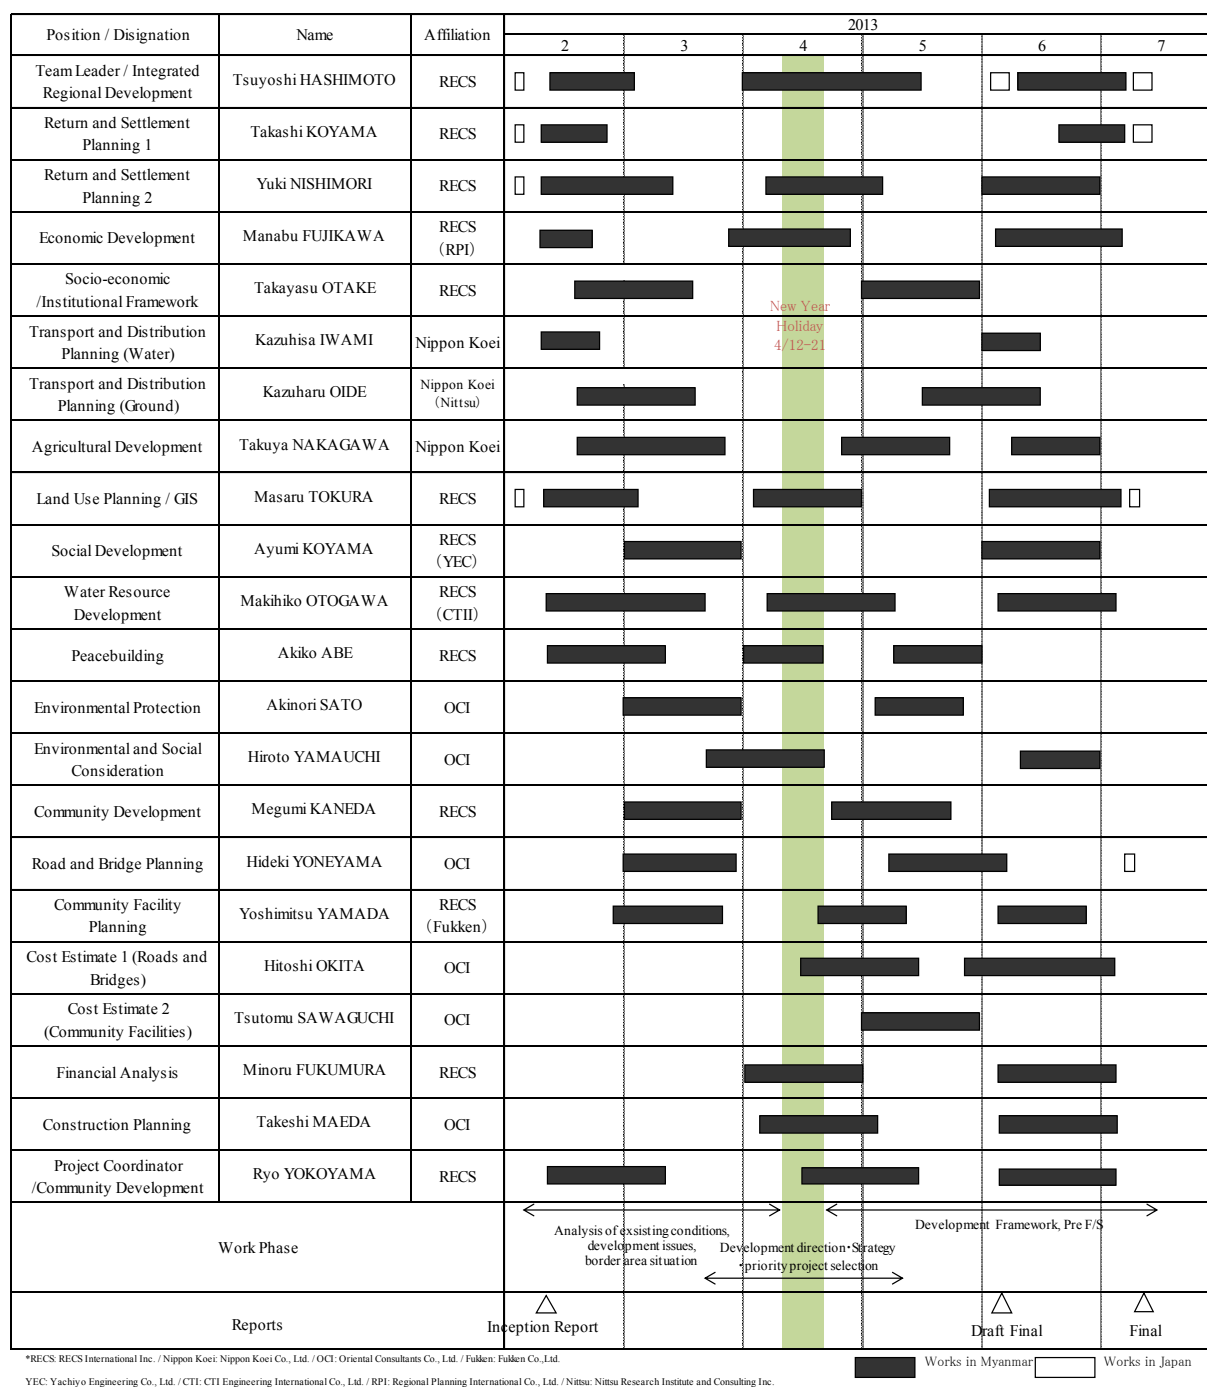 Position / Disignation
Name
Affiliation
2013
2
3
4
5
6
7
Team Leader / Integrated
Regional Development
Tsuyoshi HASHIMOTO
RECS
Return and Settlement
Planning 1
Takashi KOYAMA
RECS
Return and Settlement
Planning 2
Yuki NISHIMORI
RECS
Economic Development
Manabu FUJIKAWA
RECS
(RPI)
Socio-economic
/Institutional Framework
Takayasu OTAKE
RECS
New Year
Holiday
4/12-21
Transport and Distribution
Planning (Water)
Kazuhisa IWAMI
Nippon Koei
Transport and Distribution
Planning (Ground)
Kazuharu OIDE
Nippon Koei
(Nittsu)
Agricultural Development
Takuya NAKAGAWA
Nippon Koei
Land Use Planning / GIS
Masaru TOKURA
RECS
Social Development
Ayumi KOYAMA
RECS
(YEC)
Water Resource
Development
Makihiko OTOGAWA
RECS
(CTII)
Peacebuilding
Akiko ABE
RECS
Environmental Protection
Akinori SATO
OCI
Environmental and Social
Consideration
Hiroto YAMAUCHI
OCI
Community Development
Megumi KANEDA
RECS
Road and Bridge Planning
Hideki YONEYAMA
OCI
Community Facility
Planning
Yoshimitsu YAMADA
RECS
(Fukken)
Cost Estimate 1 (Roads and
Bridges)
Hitoshi OKITA
OCI
Cost Estimate 2
(Community Facilities)
Tsutomu SAWAGUCHI
OCI
Financial Analysis
Minoru FUKUMURA
RECS
Construction Planning
Takeshi MAEDA
OCI
Project Coordinator
/Community Development
Ryo YOKOYAMA
RECS
Work Phase
Analysis of exsisting conditions,
development issues,
border area situation
Development direction・Strategy
・priority project selection
Development Framework, Pre F/S
Reports
Inception Report
Draft Final
Final
*RECS: RECS International Inc. / Nippon Koei: Nippon Koei Co., Ltd. / OCI: Oriental Consultants Co., Ltd. / Fukken: Fukken Co.,Ltd.
Works in Myanmar
Works in Japan
YEC: Yachiyo Engineering Co., Ltd. / CTI: CTI Engineering International Co., Ltd. / RPI: Regional Planning International Co., Ltd. / Nittsu: Nittsu Research Institute and Consulting Inc.